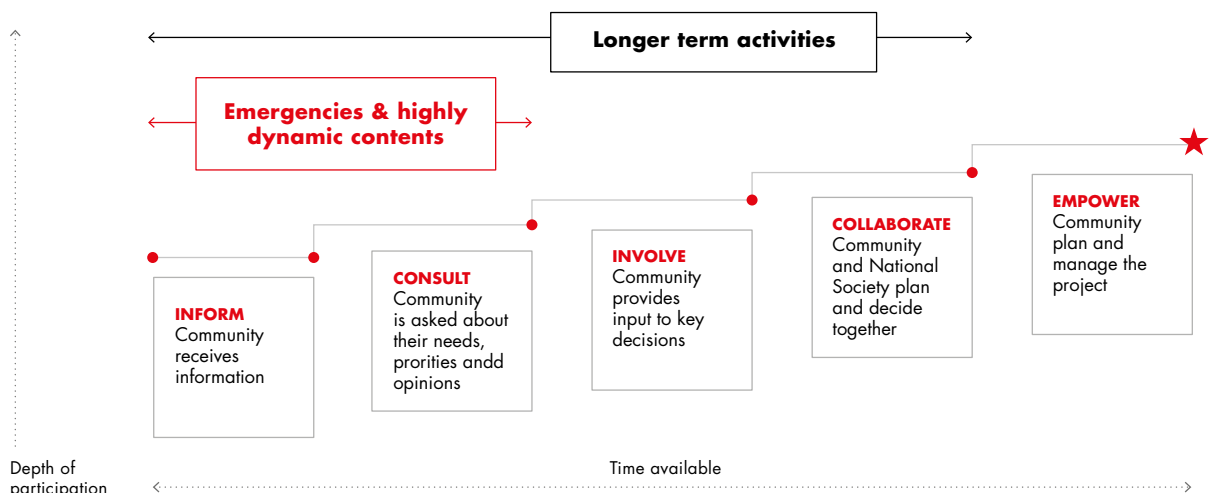 Longer term activities
Emergencies & highly
dynamic contents
INFORM
Community
receives
information
CONSULT
Community
is asked about
their needs,
prorities andd
opinions
INVOLVE
Community
provides
input to key
decisions
COLLABORATE
Community
and National
Society plan
and decide
together
EMPOWER
Community
plan and
manage the
project
Depth of
participation
Time available